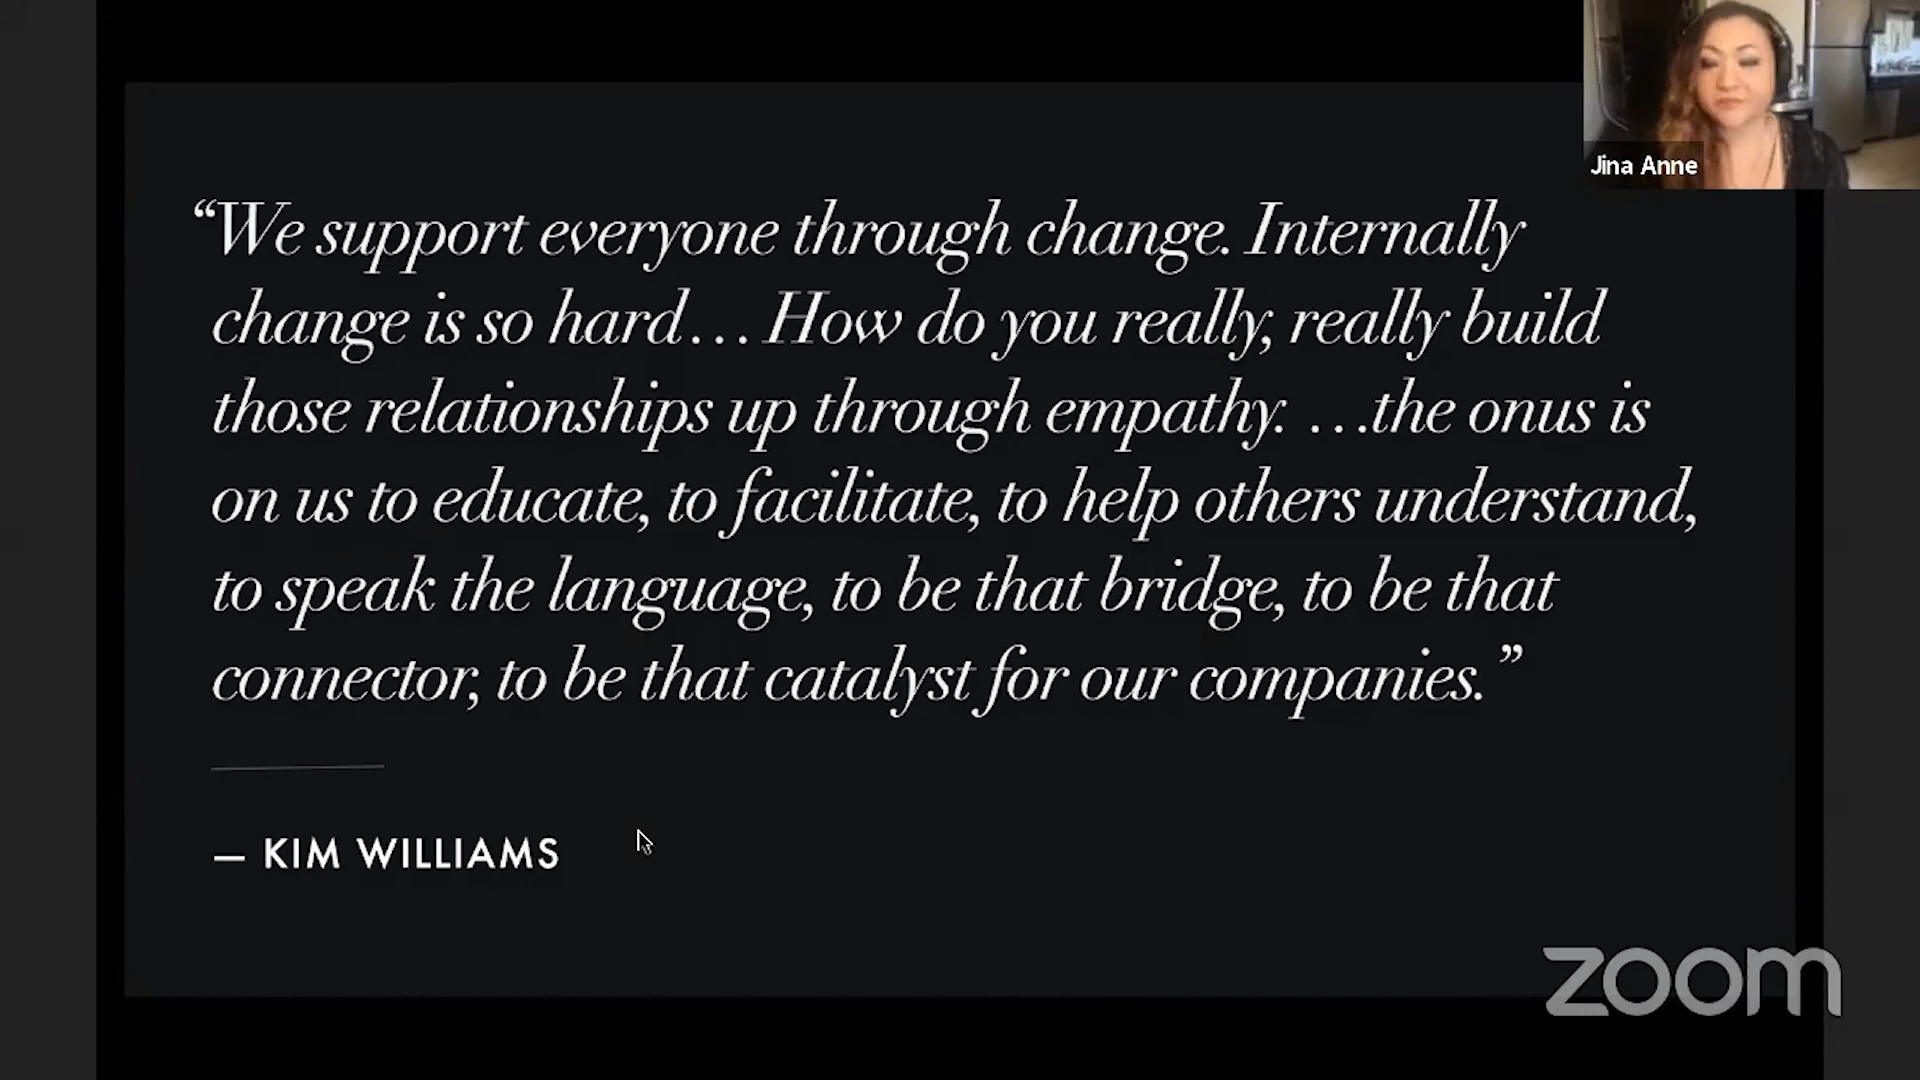 Jina Anne
“We support everyone through change. Internally
change is so hard… How do you really, really build
those relationships up through empathy. …the onus is
on us to educate, to facilitate, to help others understand,
to speak the language, to be that bridge, to be that
connector, to be that catalyst for our companies.”
— KIM WILLIAMS
zoom